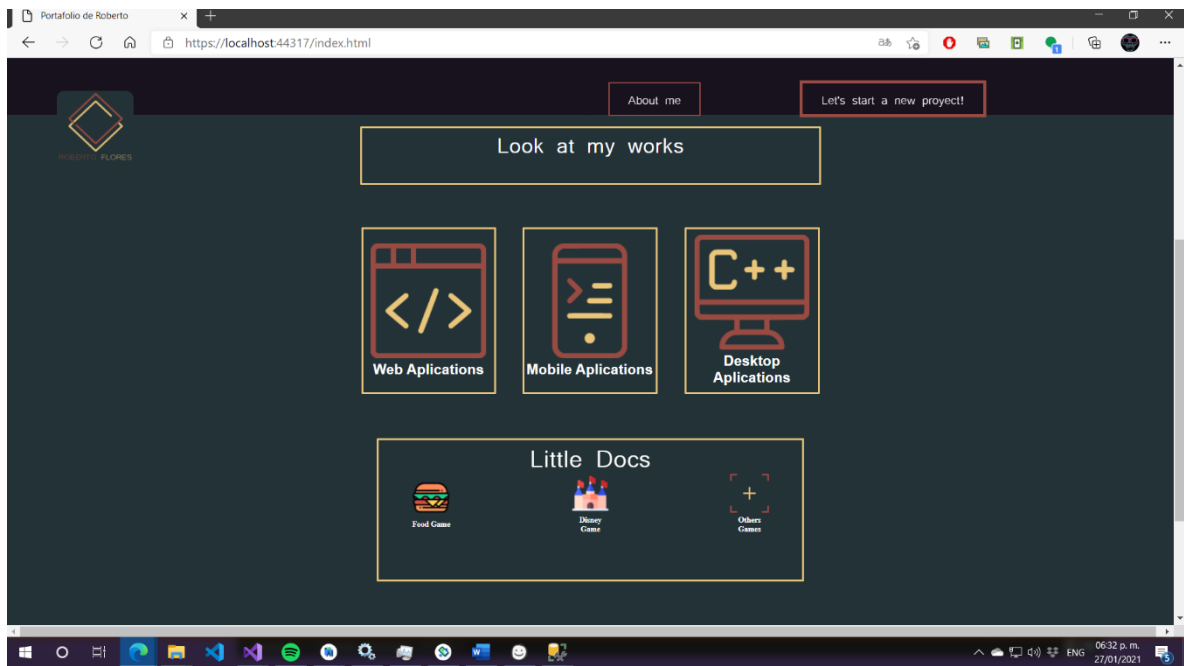 Portafolio de Roberto
https://localhost:44317/index.html
About me
Let's start a new proyect!
ROBERTO FLORES
Look at my works
C++
Web Aplications
Mobile Aplications
Desktop
Aplications
Little Docs
Food Game
Disney
Game
Others
Games
ENG
06:32 p. m.
27/01/2021
5